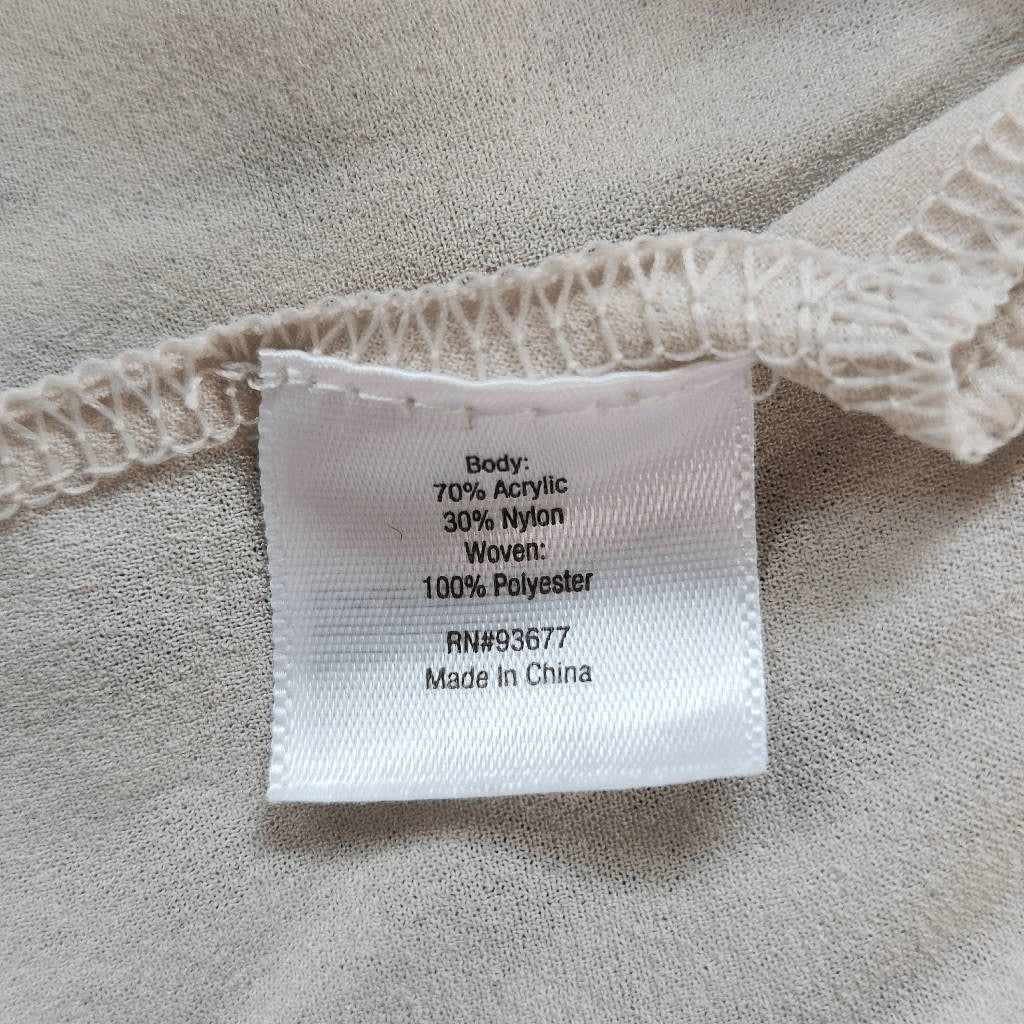 Body:
70% Acrylic
30% Nylon
Woven:
100% Polyester
RN#93677
Made In China